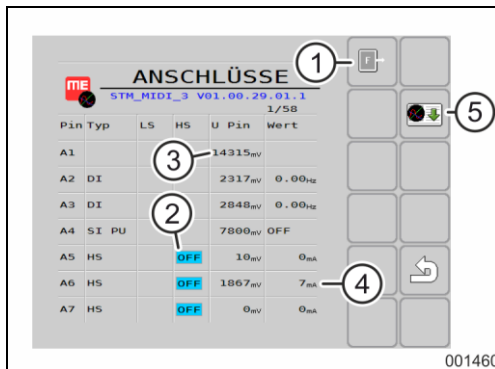 1
F
ME
ANSCHLÜSSE
STM_MIDI_3 V01.00.29.01.1
1/58
5
Pin Typ LS HS U Pin Wert
A1 3 14315mV
A2 DI 2317mV 0.00Hz
A3 DI 2848mV 0.00Hz
2
A4 SI PU 7800mV OFF
A5 HS OFF 10mV 0mA
A6 HS OFF 1867mV 7mA 4
A7 HS OFF 0mV 0mA
001460